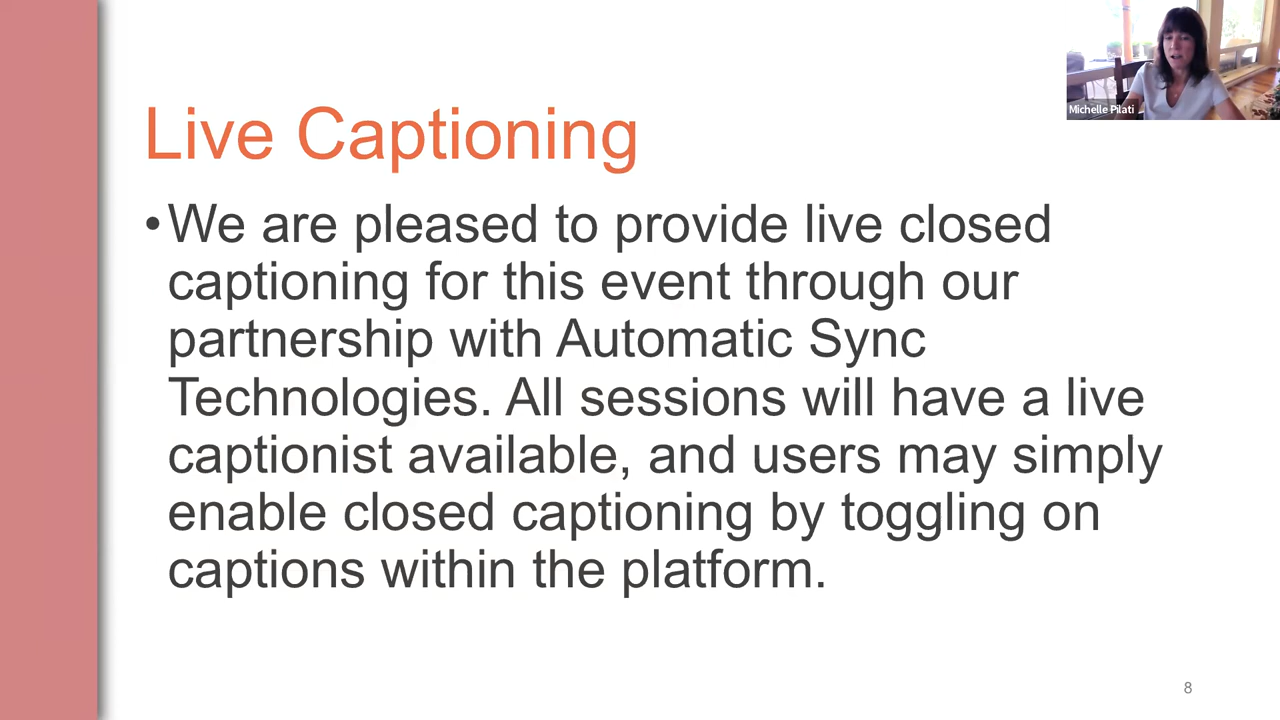 Michelle Pilati
Live Captioning
•We are pleased to provide live closed
captioning for this event through our
partnership with Automatic Sync
Technologies. All sessions will have a live
captionist available, and users may simply
enable closed captioning by toggling on
captions within the platform.
8